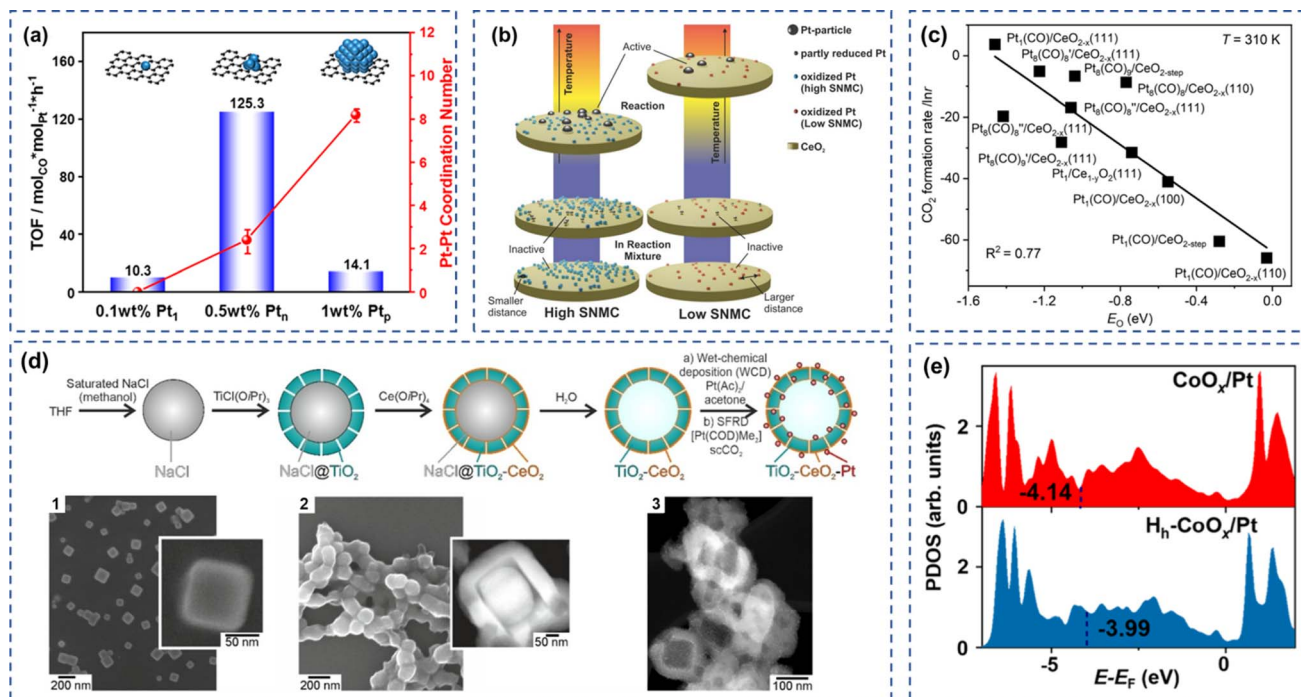 (a)
TOF / mol_CO*mol_Pt⁻¹*h⁻¹
160
120
80
40
0
10.3
125.3
14.1
0.1wt% Pt₁
0.5wt% Ptₙ
1wt% Ptₚ
12
10
8
6
4
2
0
Pt-Pt Coordination Number
(b)
Temperature
Active
Reaction
Temperature
Inactive
In Reaction
Mixture
Inactive
Smaller
distance
High SNMC
Low SNMC
Larger
distance
Pt-particle
partly reduced Pt
oxidized Pt
(high SNMC)
oxidized Pt
(Low SNMC)
CeO₂
(c)
CO₂ formation rate /lnr
0
-20
-40
-60
T = 310 K
Pt₁(CO)/CeO₂₋ₓ(111)
Pt₈(CO)₈'/CeO₂₋ₓ(111)
Pt₈(CO)₉/CeO₂-step
Pt₈(CO)₈/CeO₂₋ₓ(110)
Pt₈(CO)₈''/CeO₂₋ₓ(111)
Pt₈(CO)₈''/CeO₂₋ₓ(111)
Pt₈(CO)₉'/CeO₂₋ₓ(111)
Pt₁/Ce₁₋yO₂(111)
Pt₁(CO)/CeO₂₋ₓ(100)
Pt₁(CO)/CeO₂-step
Pt₁(CO)/CeO₂₋ₓ(110)
R² = 0.77
-1.6
-1.2
-0.8
-0.4
0.0
E_O (eV)
(d)
Saturated NaCl
(methanol)
THF
NaCl
TiCl(OiPr)₃
NaCl@TiO₂
Ce(OiPr)₄
NaCl@TiO₂-CeO₂
H₂O
TiO₂-CeO₂
a) Wet-chemical
deposition (WCD)
Pt(Ac)₂/
acetone
b) SFRD
[Pt(COD)Me₂]
scCO₂
TiO₂-CeO₂-Pt
1
50 nm
200 nm
2
50 nm
200 nm
3
100 nm
(e)
PDOS (arb. units)
CoOₓ/Pt
2
0
-4.14
Hₕ-CoOₓ/Pt
2
0
-3.99
-5
0
E-E_F (eV)